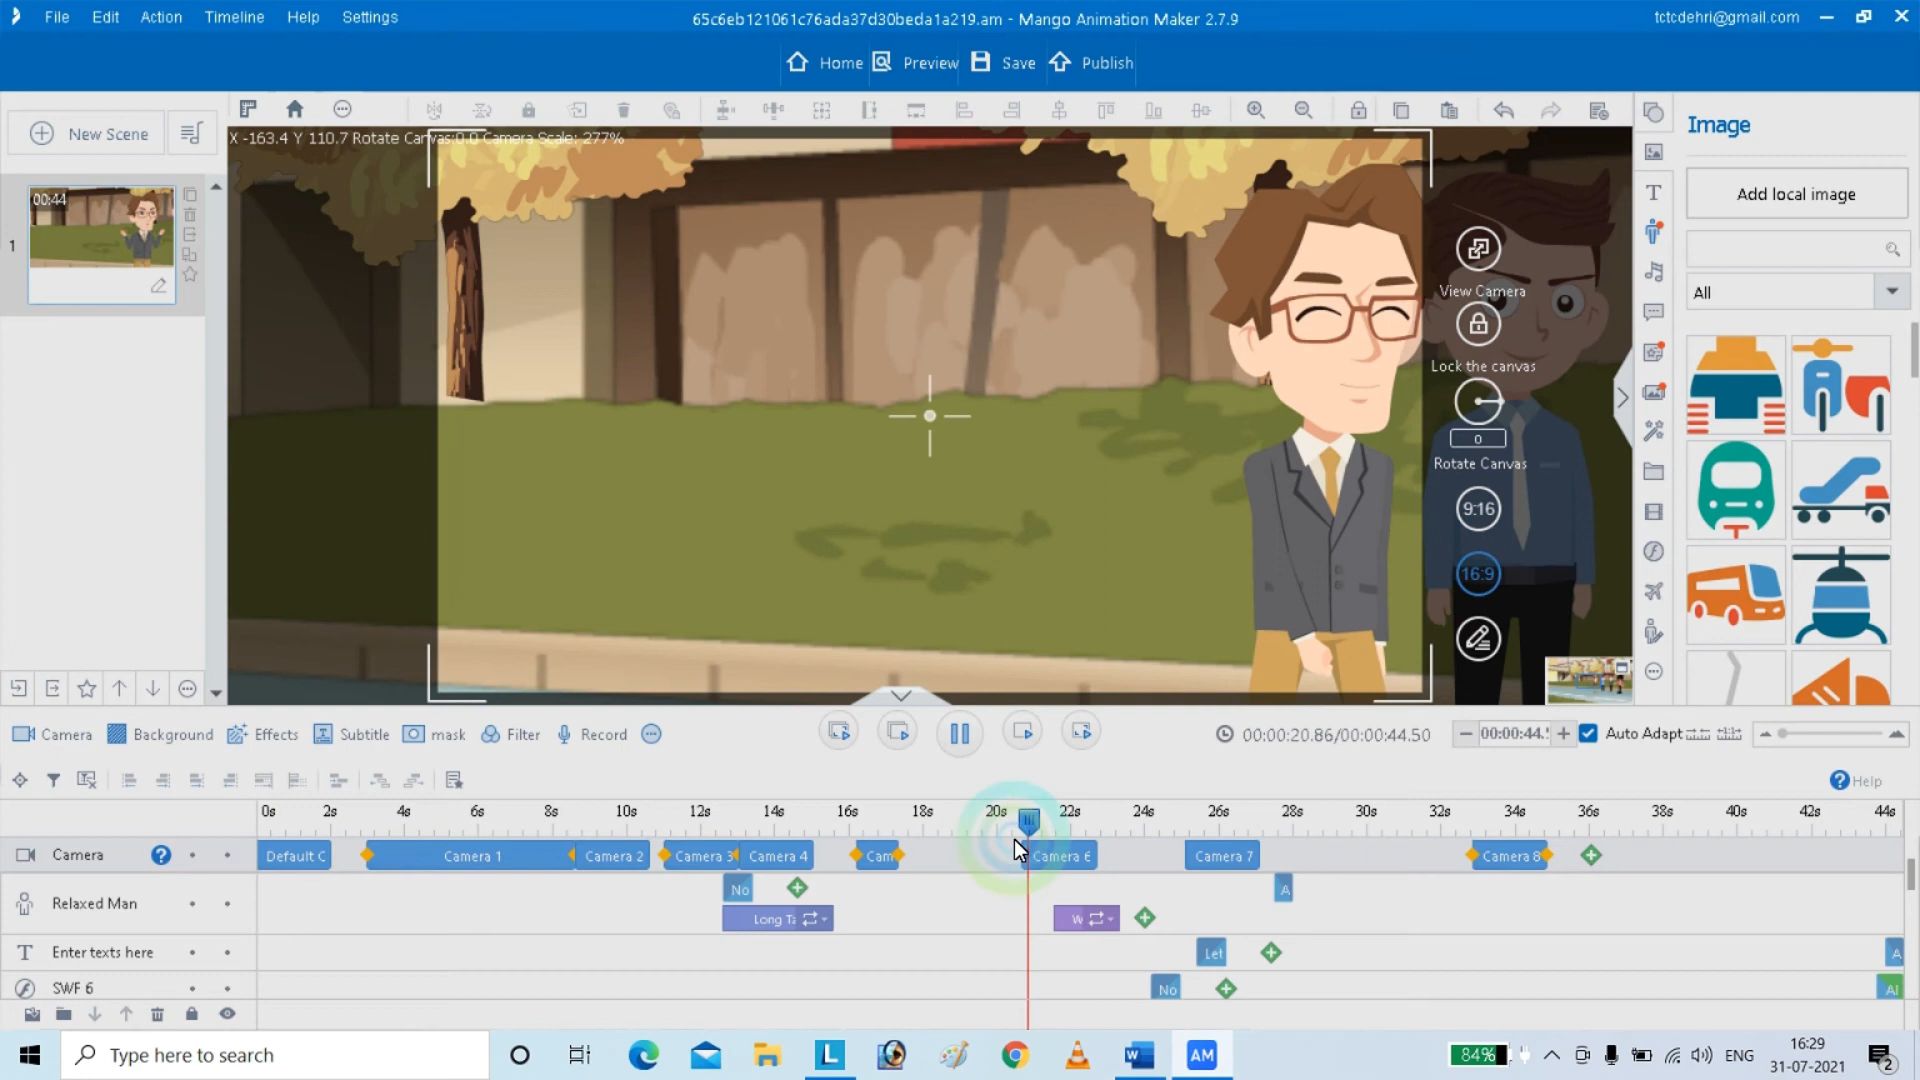 File Edit Action Timeline Help Settings
65c6eb121061c76ada37d30beda1a219.am - Mango Animation Maker 2.7.9
tctcdehri@gmail.com
Home Preview Save Publish
New Scene
X -163.4 Y 110.7 Rotate Canvas:0.0 Camera Scale: 277%
Image
Add local image
All
00:44
1
View Camera
Lock the canvas
0
Rotate Canvas
9:16
16:9
Camera Background Effects Subtitle mask Filter Record
00:00:20.86/00:00:44.50
00:00:44.
Auto Adapt
Help
0s 2s 4s 6s 8s 10s 12s 14s 16s 18s 20s 22s 24s 26s 28s 30s 32s 34s 36s 38s 40s 42s 44s
Camera Default C Camera 1 Camera 2 Camera 3 Camera 4 Cam Camera 6 Camera 7 Camera 8
No A
Relaxed Man
Long Ta W
Enter texts here Let A
SWF 6 No Al
Type here to search
L W AM
84%
ENG
16:29
31-07-2021
2